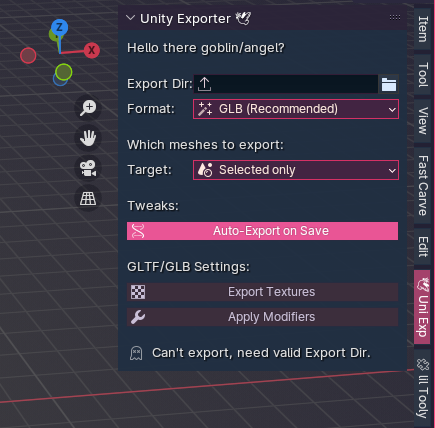 Unity Exporter
Hello there goblin/angel?
Export Dir:
Format: GLB (Recommended)
Which meshes to export:
Target: Selected only
Tweaks:
Auto-Export on Save
GLTF/GLB Settings:
Export Textures
Apply Modifiers
Can't export, need valid Export Dir.
Z
X
Item
Tool
View
Fast Carve
Edit
Uni Exp
lil Tooly